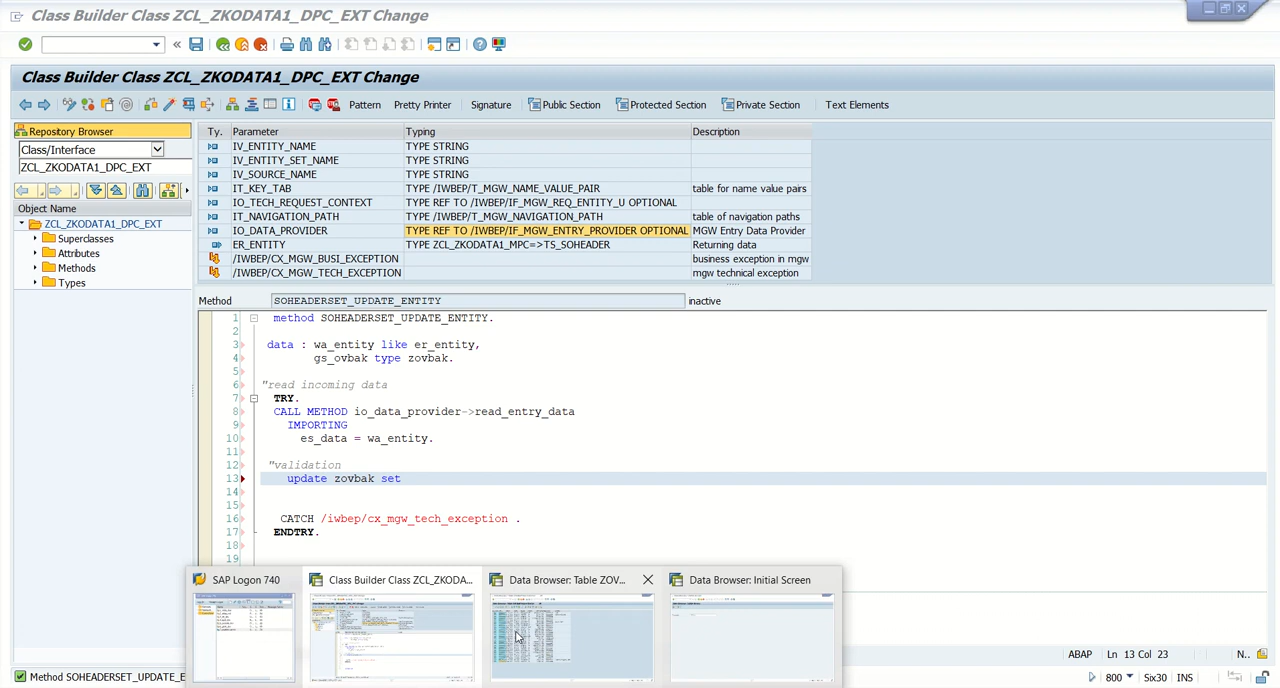 Class Builder Class ZCL_ZKODATA1_DPC_EXT Change
Class Builder Class ZCL_ZKODATA1_DPC_EXT Change
Pattern Pretty Printer Signature Public Section Protected Section Private Section Text Elements
Repository Browser
Class/Interface
ZCL_ZKODATA1_DPC_EXT
Object Name
ZCL_ZKODATA1_DPC_EXT
Superclasses
Attributes
Methods
Types
Ty. Parameter Typing Description
IV_ENTITY_NAME TYPE STRING
IV_ENTITY_SET_NAME TYPE STRING
IV_SOURCE_NAME TYPE STRING
IT_KEY_TAB TYPE /IWBEP/T_MGW_NAME_VALUE_PAIR table for name value pairs
IO_TECH_REQUEST_CONTEXT TYPE REF TO /IWBEP/IF_MGW_REQ_ENTITY_U OPTIONAL
IT_NAVIGATION_PATH TYPE /IWBEP/T_MGW_NAVIGATION_PATH table of navigation paths
IO_DATA_PROVIDER TYPE REF TO /IWBEP/IF_MGW_ENTRY_PROVIDER OPTIONAL MGW Entry Data Provider
ER_ENTITY TYPE ZCL_ZKODATA1_MPC=>TS_SOHEADER Returning data
/IWBEP/CX_MGW_BUSI_EXCEPTION business exception in mgw
/IWBEP/CX_MGW_TECH_EXCEPTION mgw technical exception
Method SOHEADERSET_UPDATE_ENTITY inactive
1 method SOHEADERSET_UPDATE_ENTITY.
2
3 data : wa_entity like er_entity,
4 gs_ovbak type zovbak.
5
6 "read incoming data
7 TRY.
8 CALL METHOD io_data_provider->read_entry_data
9 IMPORTING
10 es_data = wa_entity.
11
12 "validation
13 update zovbak set
14
15
16 CATCH /iwbep/cx_mgw_tech_exception .
17 ENDTRY.
18
19
SAP Logon 740 Class Builder Class ZCL_ZKODATA... Data Browser: Table ZOV... Data Browser: Initial Screen
ABAP Ln 13 Col 23 N..
Method SOHEADERSET_UPDATE_E 800 Six30 INS